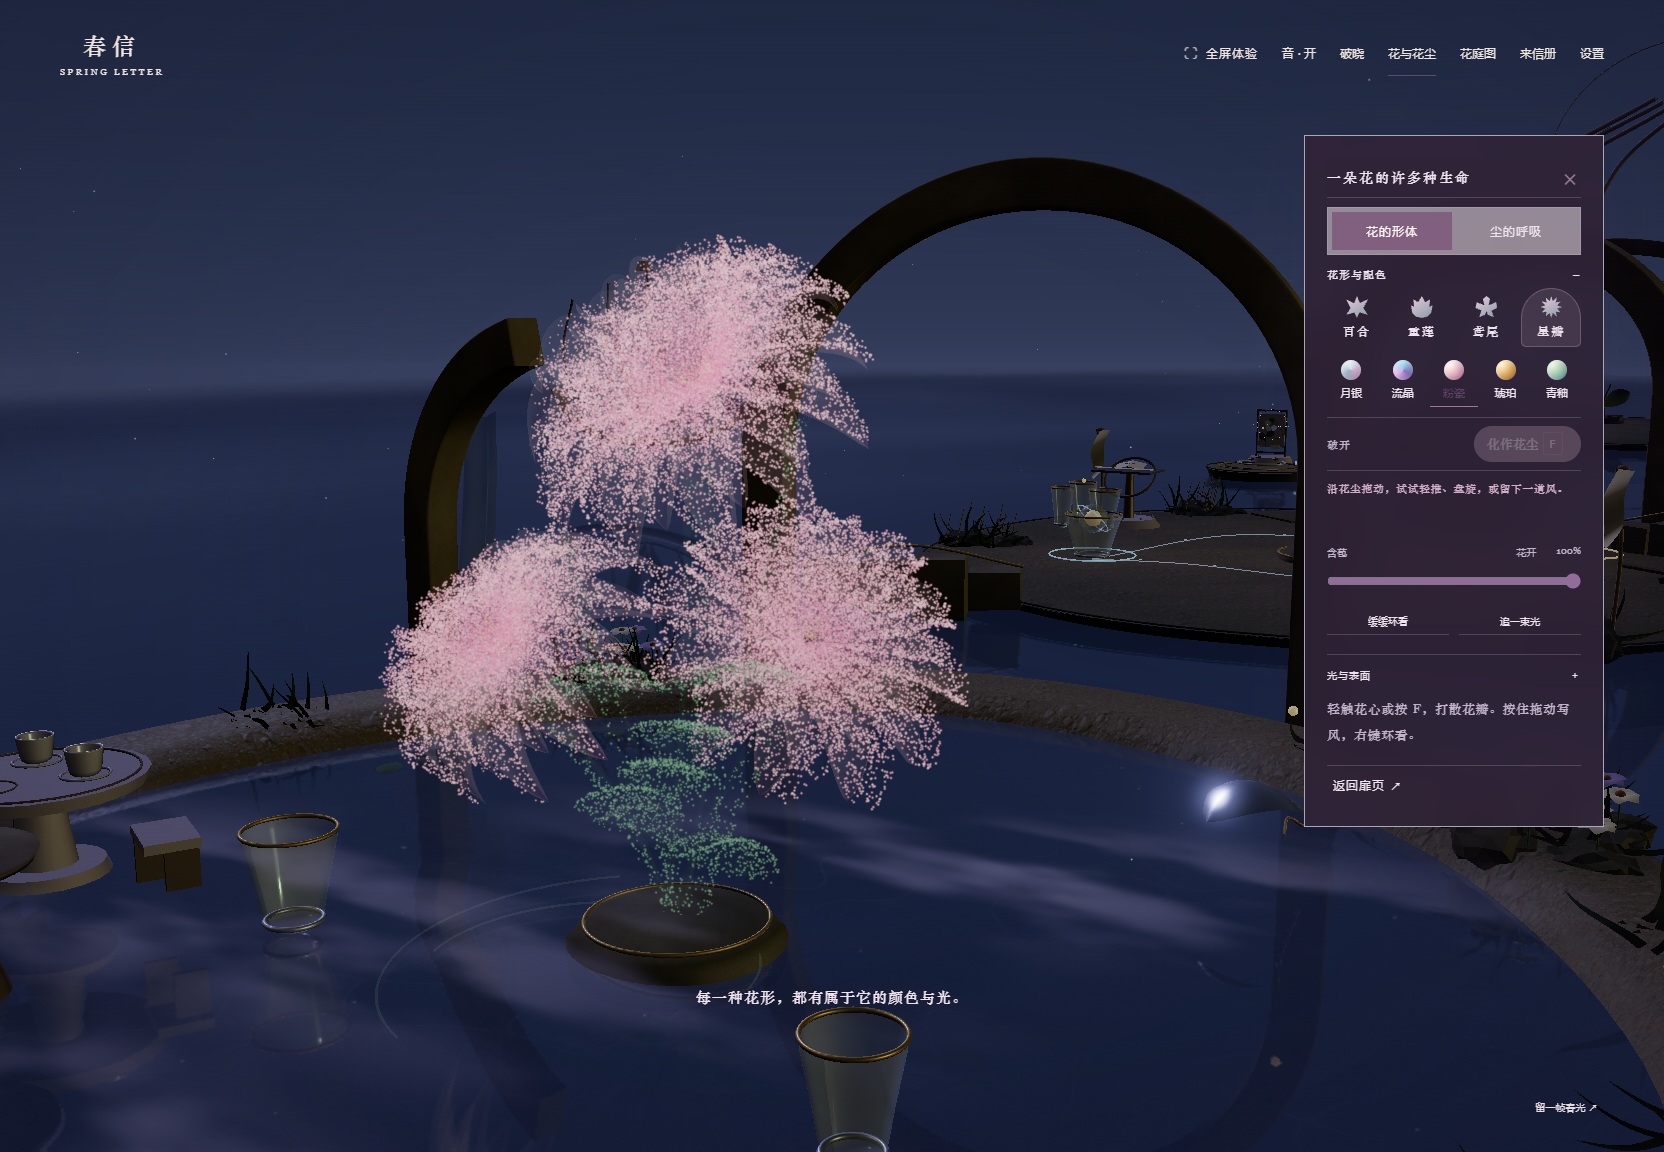 春信
SPRING LETTER
全屏体验 音·开 破晓 花与花尘 花庭图 来信册 设置
一朵花的许多种生命
花的形体 尘的呼吸
花形与配色
百合 重莲 鸢尾 星瓣
月银 流晶 粉瓷 琥珀 青釉
破开 化作花尘 F
沿花尘拖动，试试轻推、盘旋，或留下一道风。
含苞 花开 100%
缓缓环看 追一束光
光与表面
轻触花心或按 F，打散花瓣。按住拖动写
风，右键环看。
返回扉页 ↗
每一种花形，都有属于它的颜色与光。
留一帧春光 ↗